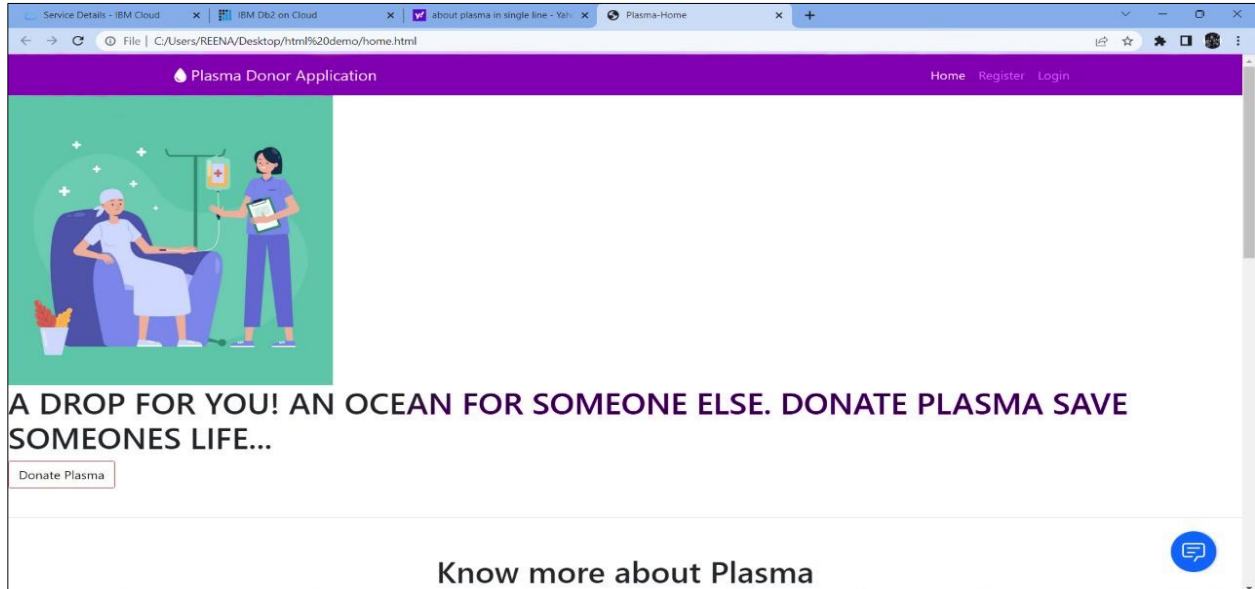 Service Details - IBM Cloud
IBM Db2 on Cloud
about plasma in single line - Yah
Plasma-Home
File | C:/Users/REENA/Desktop/html%20demo/home.html
Plasma Donor Application
Home Register Login
A DROP FOR YOU! AN OCEAN FOR SOMEONE ELSE. DONATE PLASMA SAVE
SOMEONES LIFE...
Donate Plasma
Know more about Plasma